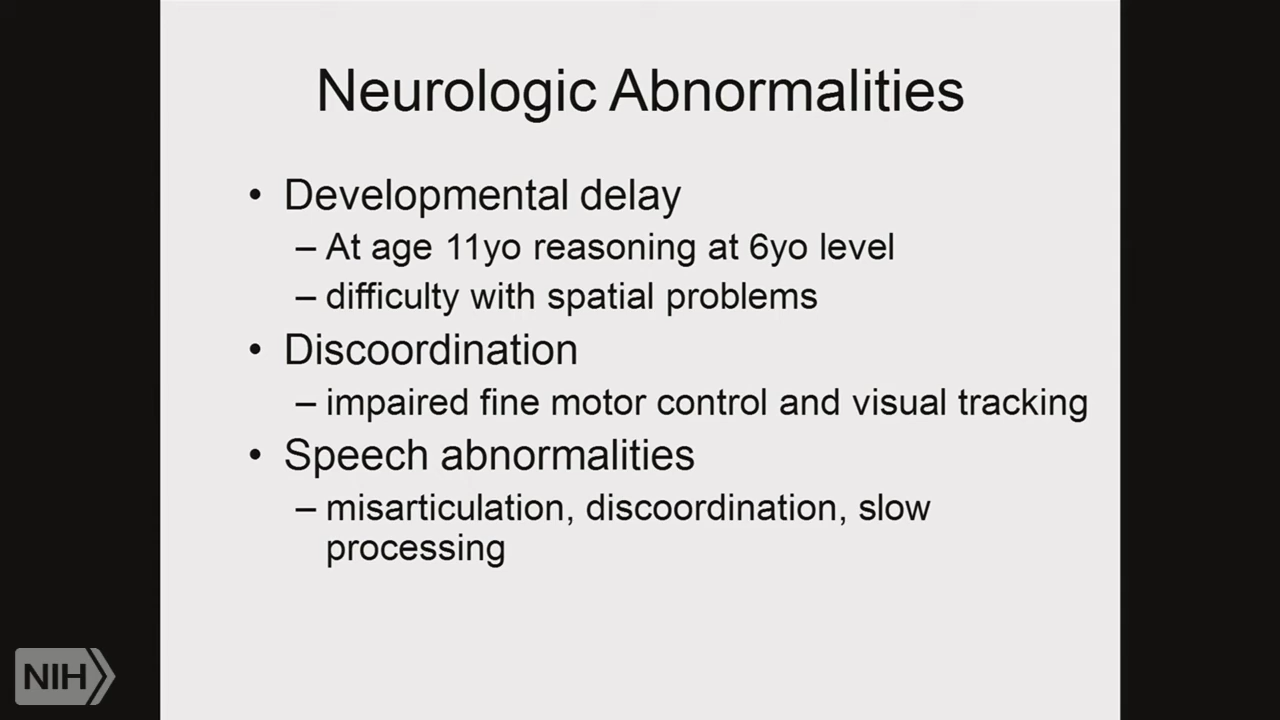 Neurologic Abnormalities
• Developmental delay
– At age 11yo reasoning at 6yo level
– difficulty with spatial problems
• Discoordination
– impaired fine motor control and visual tracking
• Speech abnormalities
– misarticulation, discoordination, slow
processing
NIH